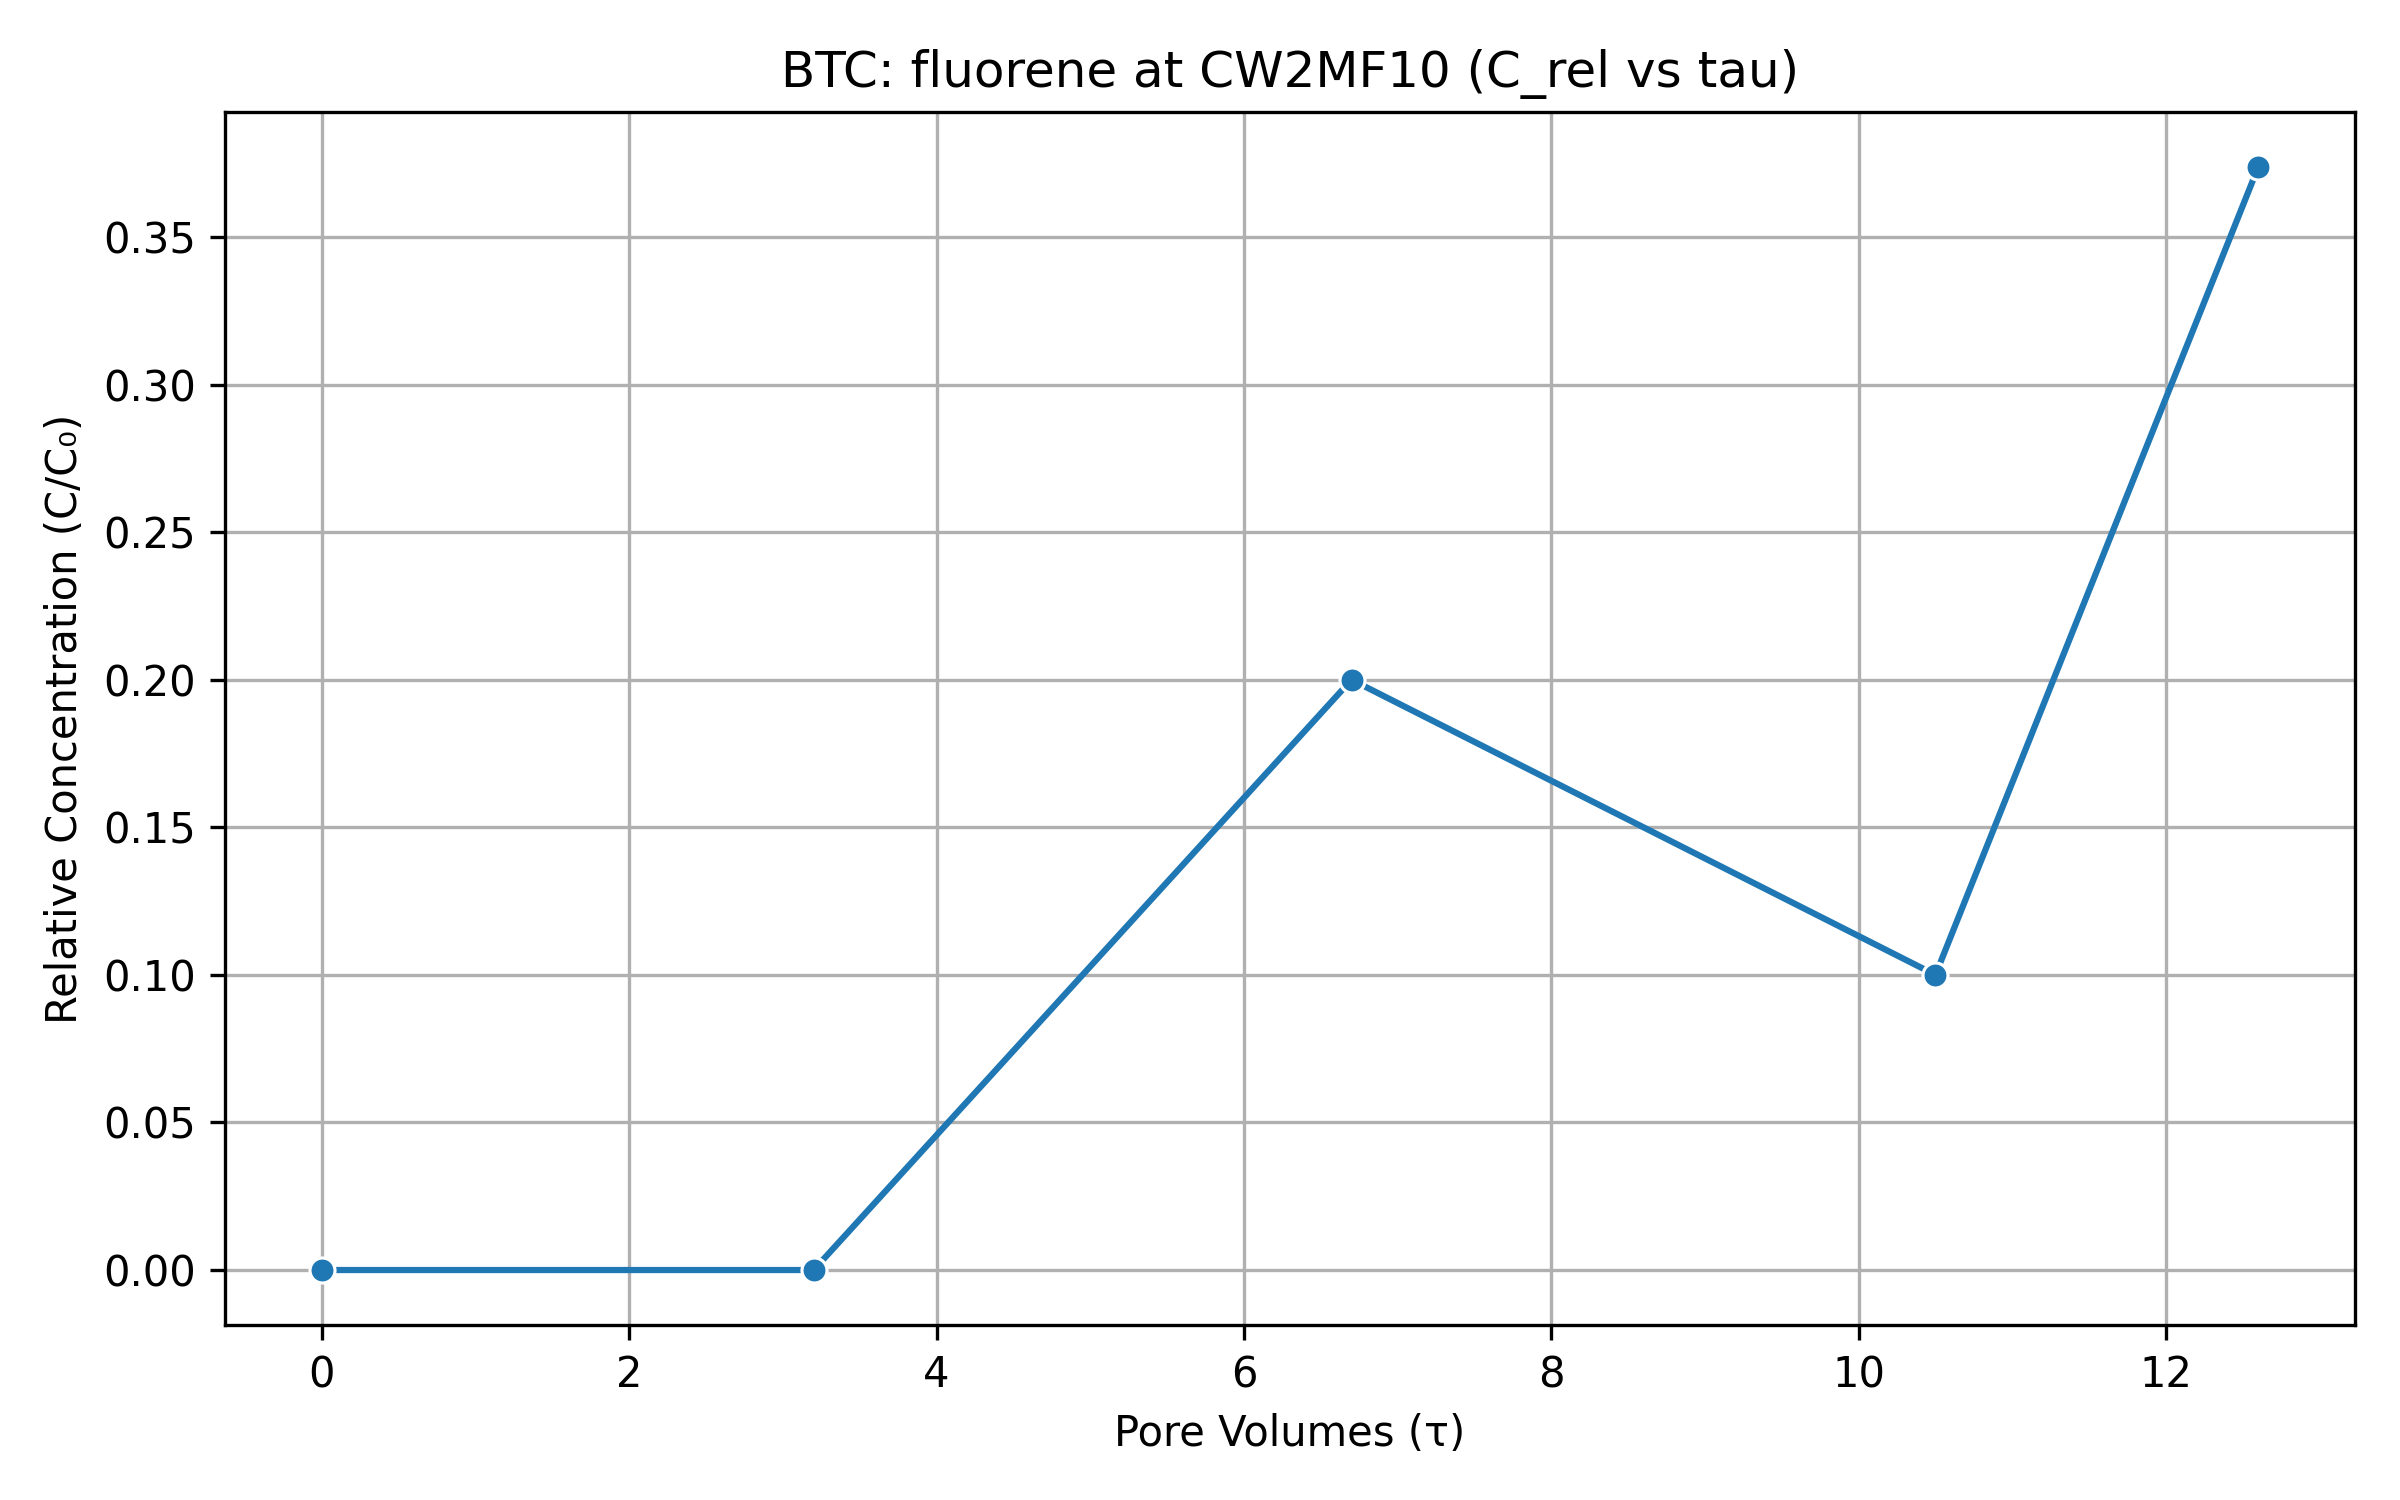 BTC: fluorene at CW2MF10 (C_rel vs tau)
Relative Concentration (C/C₀)
0.35
0.30
0.25
0.20
0.15
0.10
0.05
0.00
0 2 4 6 8 10 12
Pore Volumes (τ)